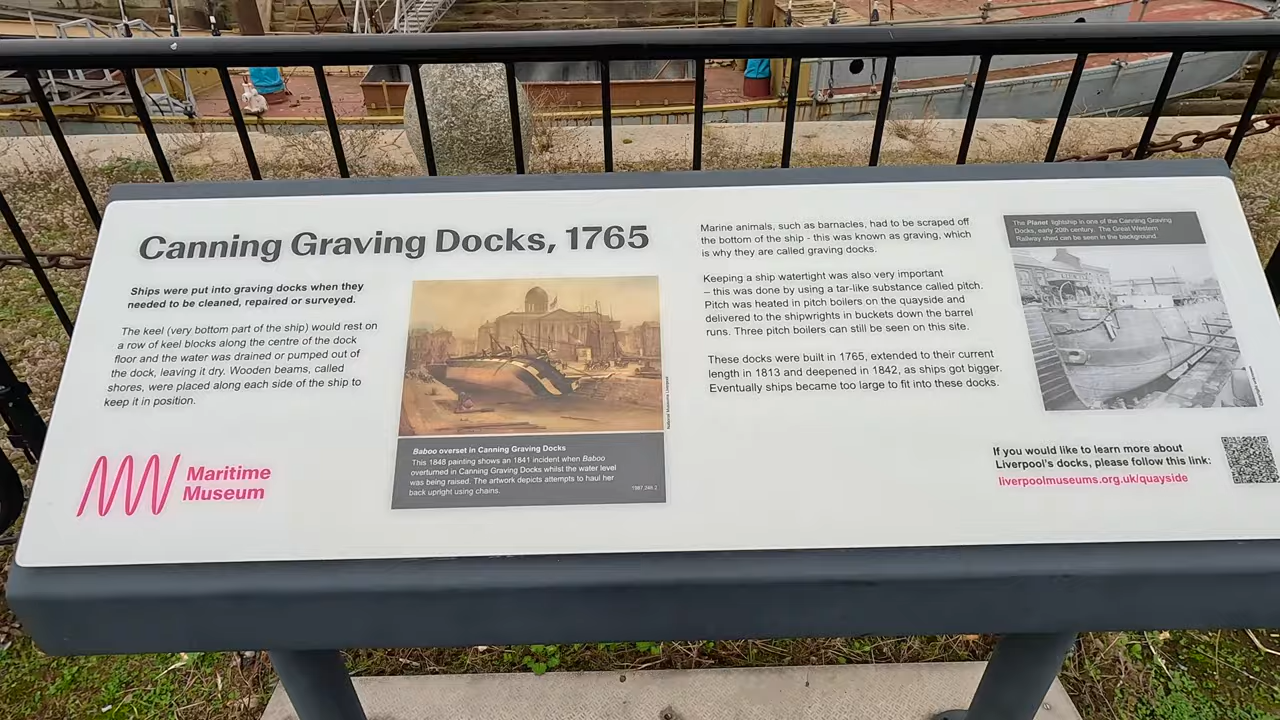 Canning Graving Docks, 1765
Ships were put into graving docks when they
needed to be cleaned, repaired or surveyed.
The keel (very bottom part of the ship) would rest on
a row of keel blocks along the centre of the dock
floor and the water was drained or pumped out of
the dock, leaving it dry. Wooden beams, called
shores, were placed along each side of the ship to
keep it in position.
Maritime
Museum
Baboo overset in Canning Graving Docks
This 1848 painting shows an 1841 incident when Baboo
overturned in Canning Graving Docks whilst the water level
was being raised. The artwork depicts attempts to haul her
back upright using chains.
Marine animals, such as barnacles, had to be scraped off
the bottom of the ship - this was known as graving, which
is why they are called graving docks.
Keeping a ship watertight was also very important
– this was done by using a tar-like substance called pitch.
Pitch was heated in pitch boilers on the quayside and
delivered to the shipwrights in buckets down the barrel
runs. Three pitch boilers can still be seen on this site.
These docks were built in 1765, extended to their current
length in 1813 and deepened in 1842, as ships got bigger.
Eventually ships became too large to fit into these docks.
The Planet lightship in one of the Canning Graving
Docks, early 20th century. The Great Western
Railway shed can be seen in the background.
If you would like to learn more about
Liverpool's docks, please follow this link:
liverpoolmuseums.org.uk/quayside